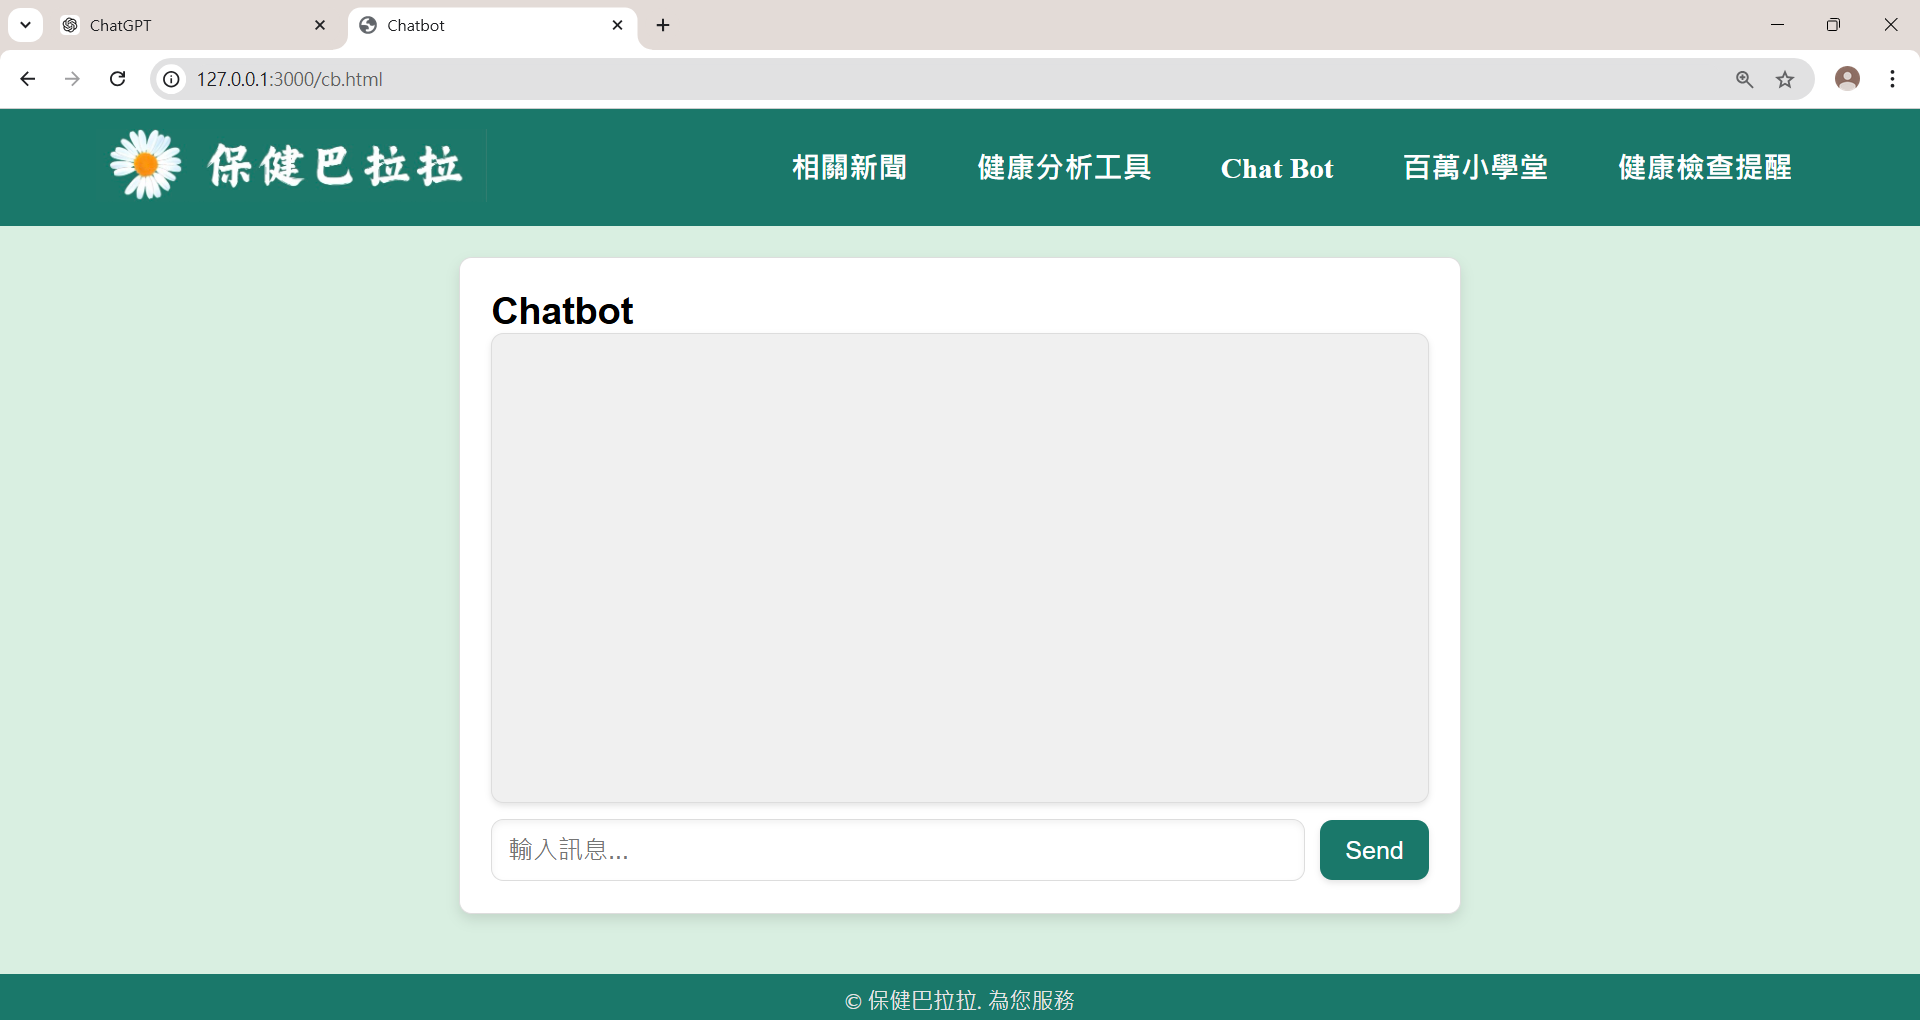 ChatGPT
Chatbot
127.0.0.1:3000/cb.html
保健巴拉拉
相關新聞
健康分析工具
Chat Bot
百萬小學堂
健康檢查提醒
Chatbot
輸入訊息...
Send
© 保健巴拉拉. 為您服務